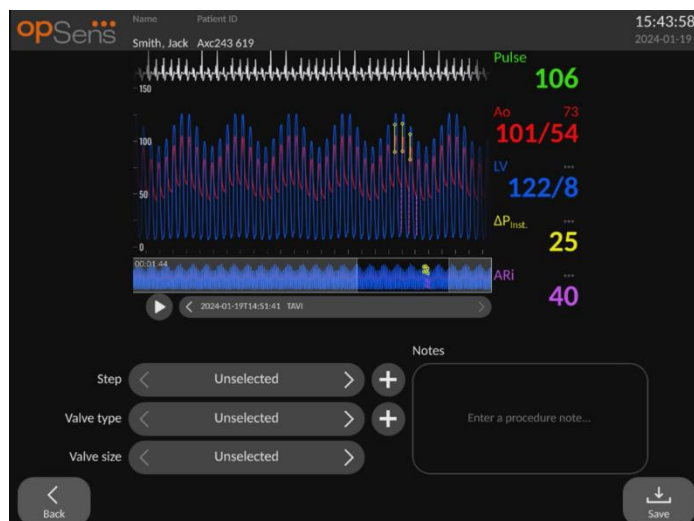 opSens
Name Patient ID
Smith, Jack Axc243 619
15:43:58
2024-01-19
150
100
50
0
Pulse
106
Ao 73
101/54
LV ---
122/8
ΔPInst. ---
25
ARi ---
40
00:01:44
2024-01-19T14:51:41 TAVI
Notes
Step Unselected
Valve type Unselected
Enter a procedure note...
Valve size Unselected
Back
Save